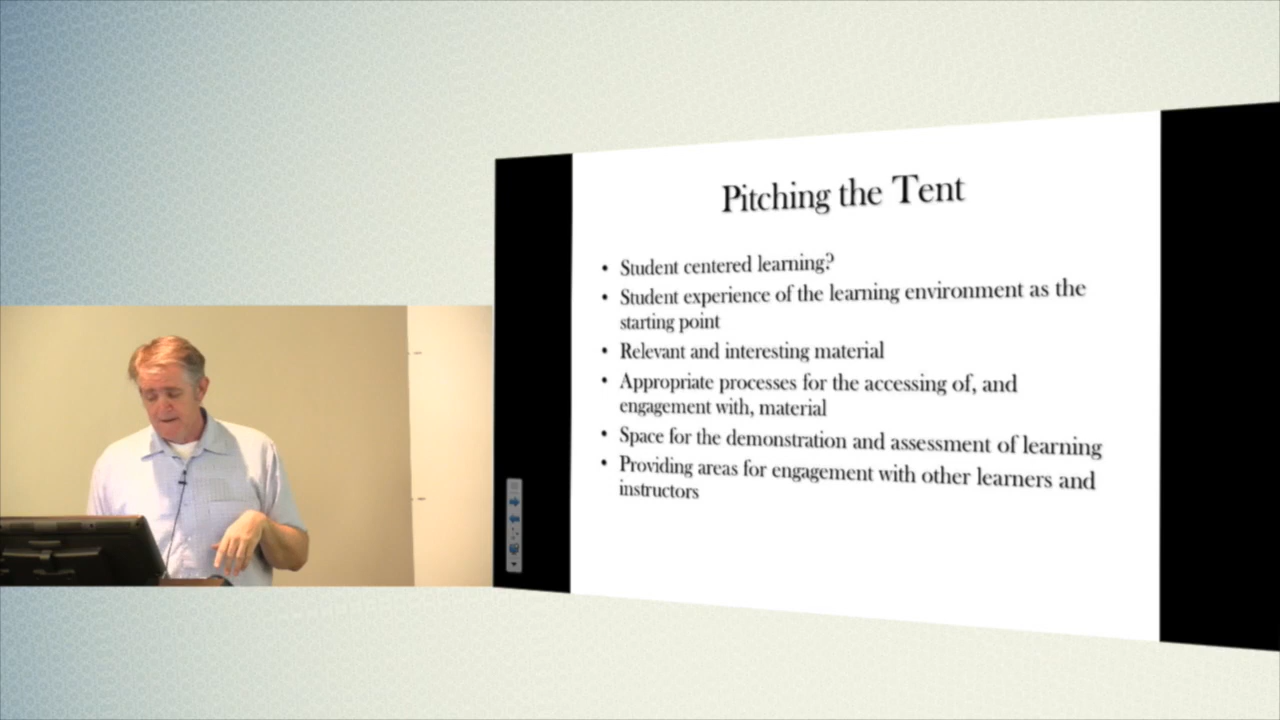 Pitching the Tent
• Student centered learning?
• Student experience of the learning environment as the
starting point
• Relevant and interesting material
• Appropriate processes for the accessing of, and
engagement with, material
• Space for the demonstration and assessment of learning
• Providing areas for engagement with other learners and
instructors